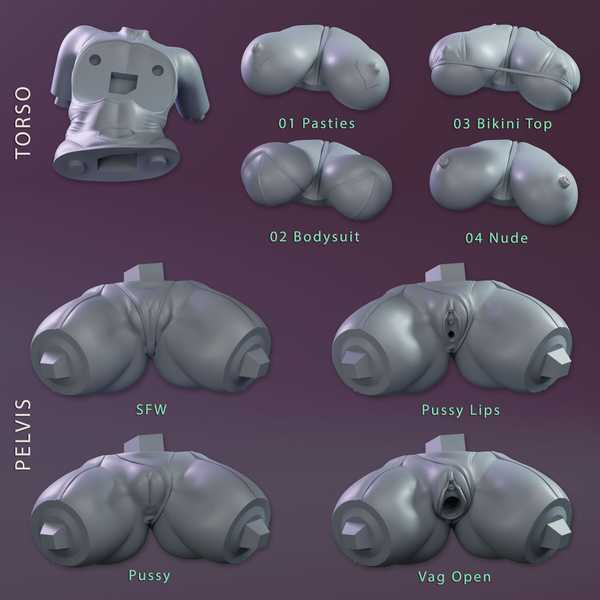 TORSO
01 Pasties
03 Bikini Top
02 Bodysuit
04 Nude
PELVIS
SFW
Pussy Lips
Pussy
Vag Open